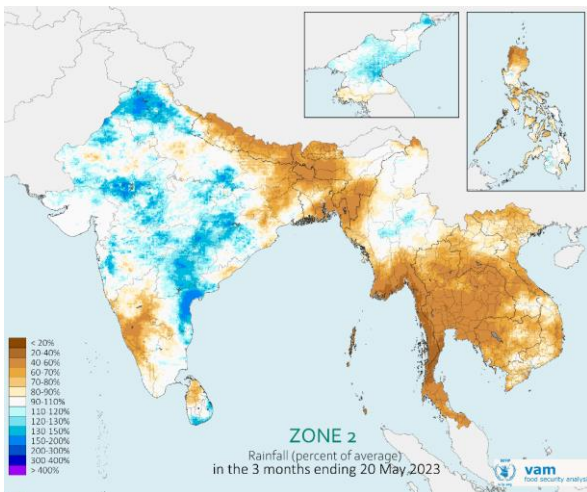 < 20%
20-40%
40-60%
60-70%
70-80%
80-90%
90-110%
110-120%
120-130%
130-150%
150-200%
200-300%
300-400%
> 400%
ZONE 2
Rainfall (percent of average)
in the 3 months ending 20 May 2023
WFP
vam
food security analysis